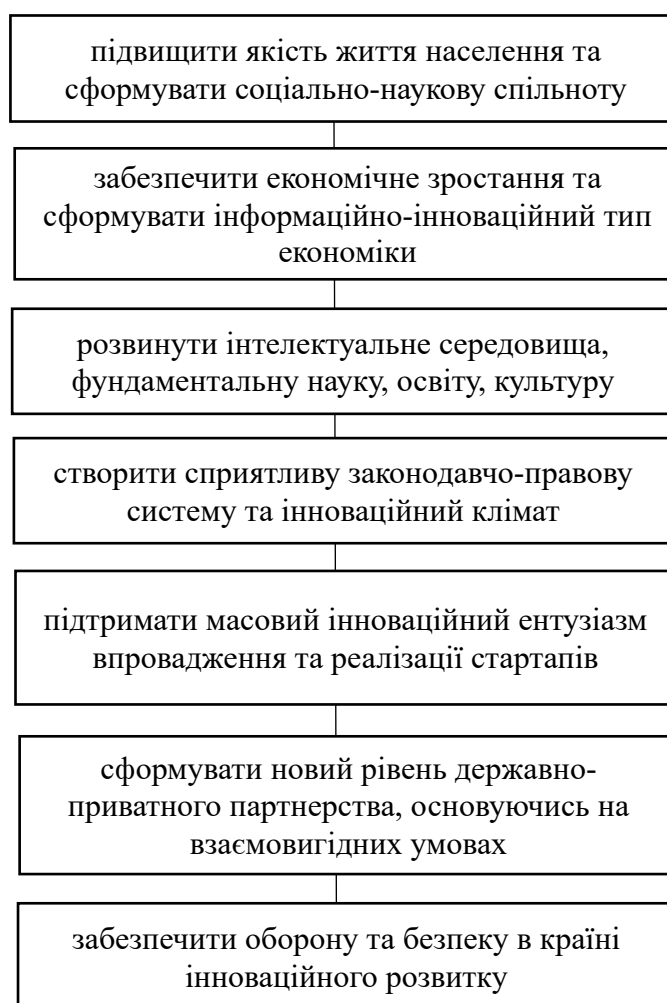 підвищити якість життя населення та
сформувати соціально-наукову спільноту
забезпечити економічне зростання та
сформувати інформаційно-інноваційний тип
економіки
розвинути інтелектуальне середовища,
фундаментальну науку, освіту, культуру
створити сприятливу законодавчо-правову
систему та інноваційний клімат
підтримати масовий інноваційний ентузіазм
впровадження та реалізації стартапів
сформувати новий рівень державно-
приватного партнерства, основуючись на
взаємовигідних умовах
забезпечити оборону та безпеку в країні
інноваційного розвитку